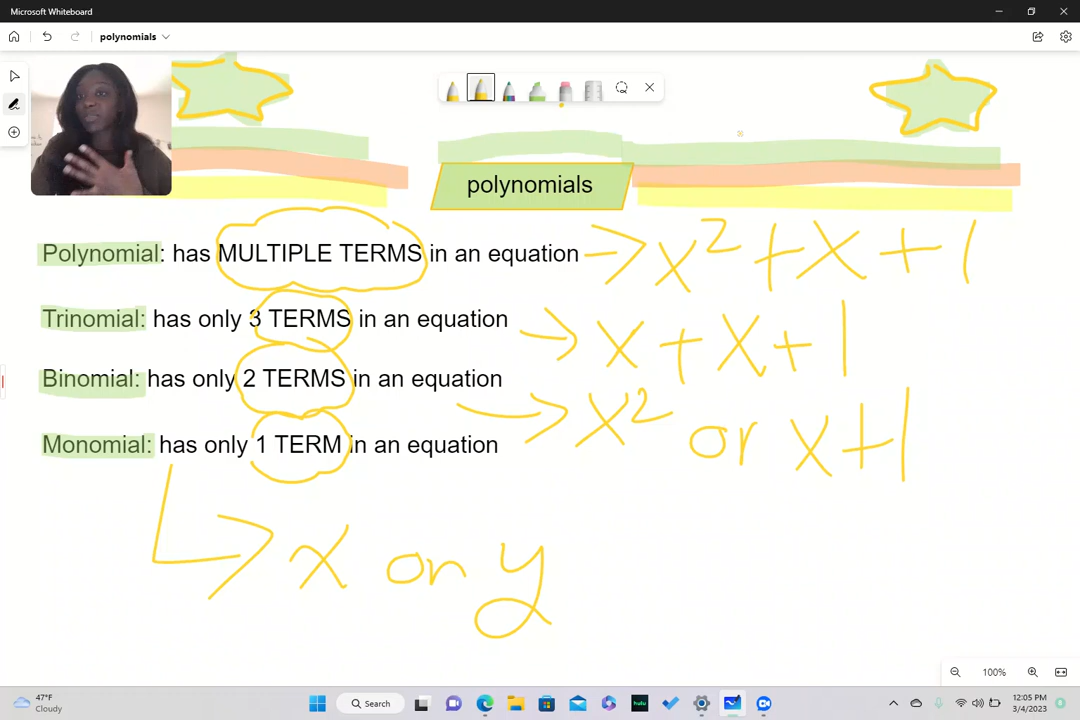 Microsoft Whiteboard
polynomials
polynomials
Polynomial: has MULTIPLE TERMS in an equation → x² + x + 1
Trinomial: has only 3 TERMS in an equation → x + x + 1
Binomial: has only 2 TERMS in an equation → x² or x+1
Monomial: has only 1 TERM in an equation
→ x or y
100%
47°F
Cloudy
Search
hulu
12:05 PM
3/4/2023